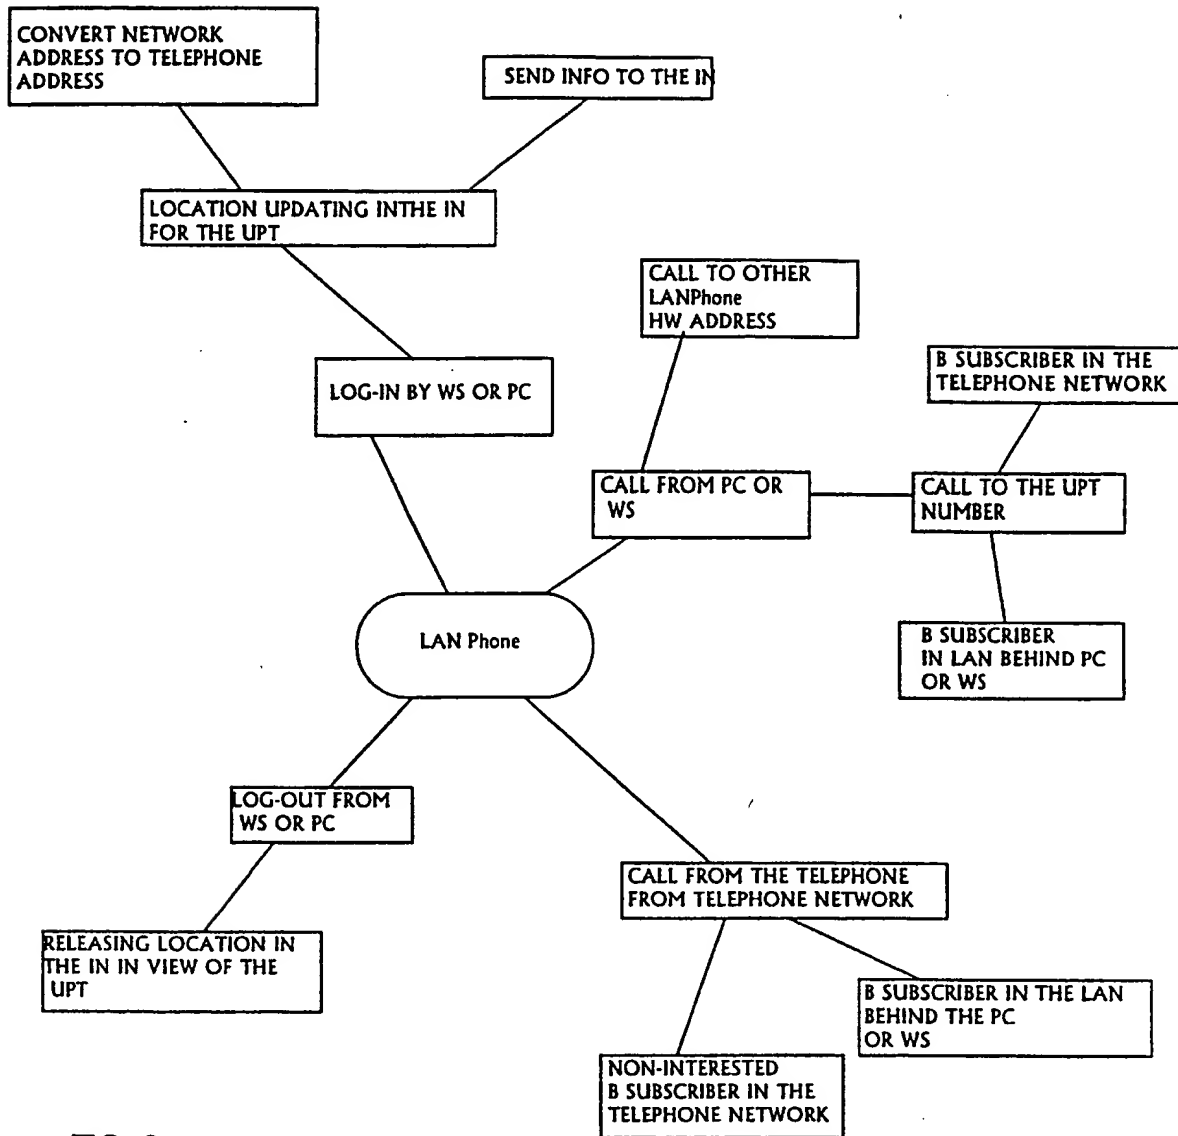 CONVERT NETWORK
ADDRESS TO TELEPHONE
ADDRESS
SEND INFO TO THE IN
LOCATION UPDATING INTHE IN
FOR THE UPT
CALL TO OTHER
LANPhone
HW ADDRESS
B SUBSCRIBER IN THE
TELEPHONE NETWORK
LOG-IN BY WS OR PC
CALL FROM PC OR
WS
CALL TO THE UPT
NUMBER
LAN Phone
B SUBSCRIBER
IN LAN BEHIND PC
OR WS
LOG-OUT FROM
WS OR PC
CALL FROM THE TELEPHONE
FROM TELEPHONE NETWORK
RELEASING LOCATION IN
THE IN IN VIEW OF THE
UPT
B SUBSCRIBER IN THE LAN
BEHIND THE PC
OR WS
NON-INTERESTED
B SUBSCRIBER IN THE
TELEPHONE NETWORK